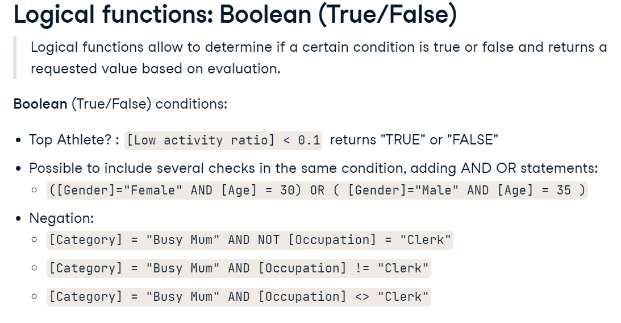 Logical functions: Boolean (True/False)
Logical functions allow to determine if a certain condition is true or false and returns a
requested value based on evaluation.
Boolean (True/False) conditions:
• Top Athlete? : [Low activity ratio] < 0.1 returns "TRUE" or "FALSE"
• Possible to include several checks in the same condition, adding AND OR statements:
○ ([Gender]="Female" AND [Age] = 30) OR ( [Gender]="Male" AND [Age] = 35 )
• Negation:
○ [Category] = "Busy Mum" AND NOT [Occupation] = "Clerk"
○ [Category] = "Busy Mum" AND [Occupation] != "Clerk"
○ [Category] = "Busy Mum" AND [Occupation] <> "Clerk"